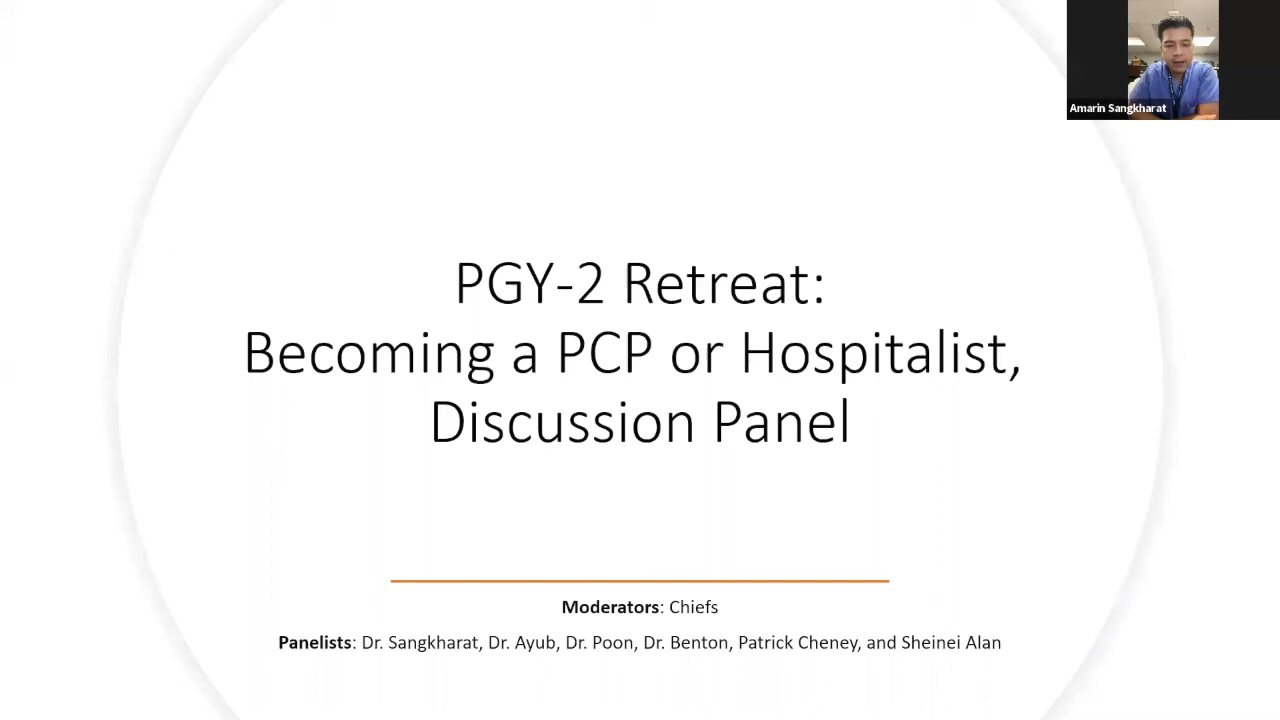 Amarin Sangkharat
PGY-2 Retreat:
Becoming a PCP or Hospitalist,
Discussion Panel
Moderators: Chiefs
Panelists: Dr. Sangkharat, Dr. Ayub, Dr. Poon, Dr. Benton, Patrick Cheney, and Sheinei Alan